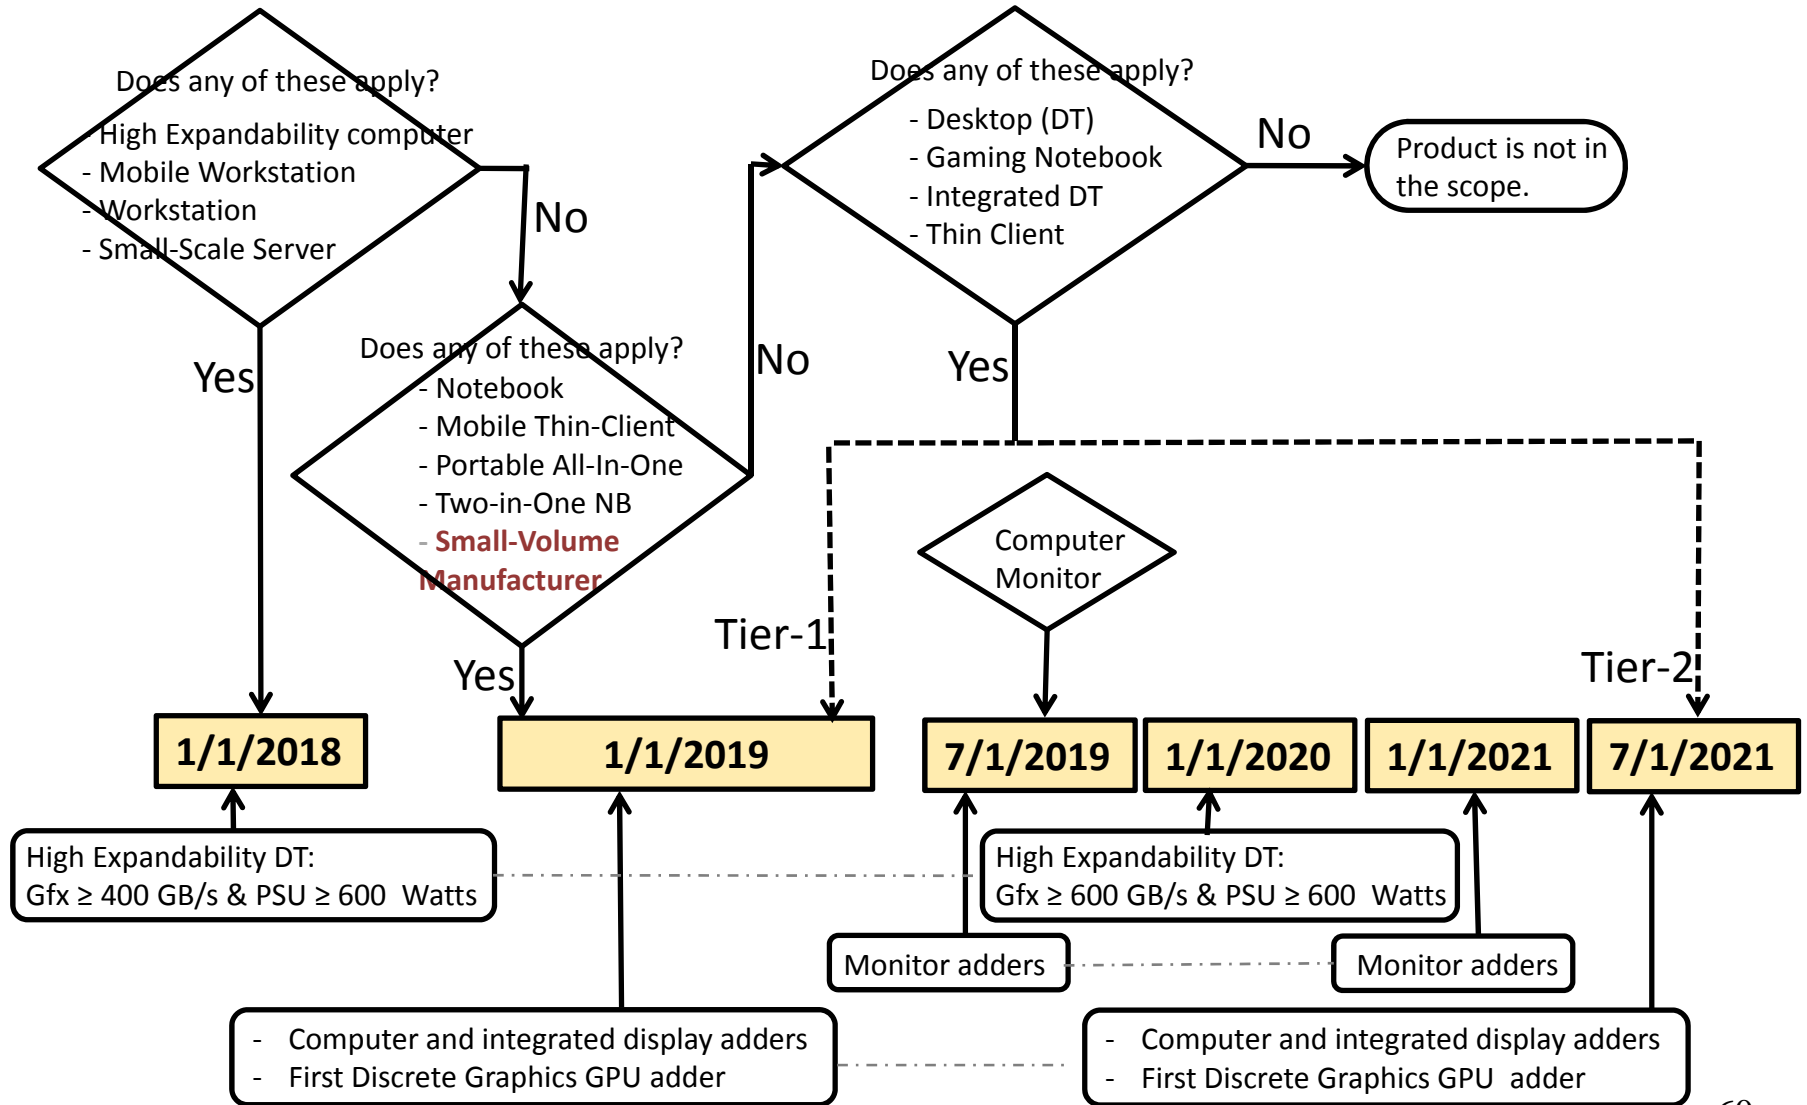 Does any of these apply?
- High Expandability computer
- Mobile Workstation
- Workstation
- Small-Scale Server
No
Yes
Does any of these apply?
- Notebook
- Mobile Thin-Client
- Portable All-In-One
- Two-in-One NB
- Small-Volume
Manufacturer
No
Yes
Does any of these apply?
- Desktop (DT)
- Gaming Notebook
- Integrated DT
- Thin Client
No
Product is not in
the scope.
Yes
Computer
Monitor
Tier-1
Tier-2
1/1/2018
1/1/2019
7/1/2019
1/1/2020
1/1/2021
7/1/2021
High Expandability DT:
Gfx ≥ 400 GB/s & PSU ≥ 600 Watts
High Expandability DT:
Gfx ≥ 600 GB/s & PSU ≥ 600 Watts
Monitor adders
Monitor adders
- Computer and integrated display adders
- First Discrete Graphics GPU adder
- Computer and integrated display adders
- First Discrete Graphics GPU adder